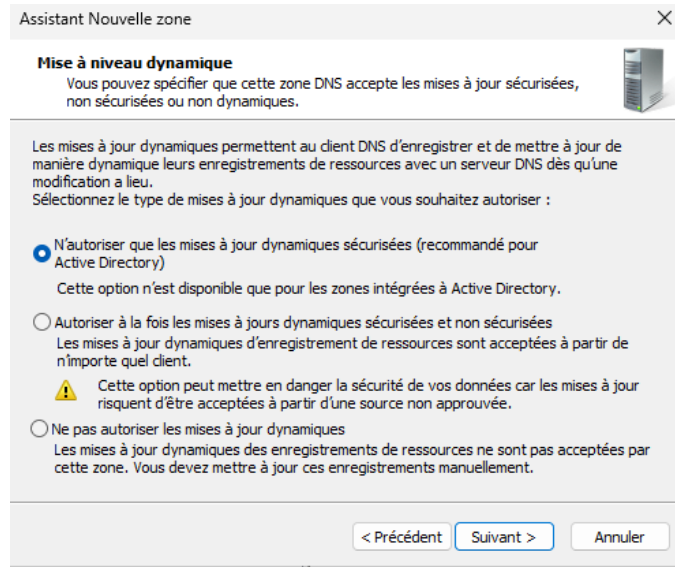 Assistant Nouvelle zone
Mise à niveau dynamique
Vous pouvez spécifier que cette zone DNS accepte les mises à jour sécurisées,
non sécurisées ou non dynamiques.
Les mises à jour dynamiques permettent au client DNS d'enregistrer et de mettre à jour de
manière dynamique leurs enregistrements de ressources avec un serveur DNS dès qu'une
modification a lieu.
Sélectionnez le type de mises à jour dynamiques que vous souhaitez autoriser :
N'autoriser que les mises à jour dynamiques sécurisées (recommandé pour
Active Directory)
Cette option n'est disponible que pour les zones intégrées à Active Directory.
Autoriser à la fois les mises à jours dynamiques sécurisées et non sécurisées
Les mises à jour dynamiques d'enregistrement de ressources sont acceptées à partir de
n'importe quel client.
Cette option peut mettre en danger la sécurité de vos données car les mises à jour
risquent d'être acceptées à partir d'une source non approuvée.
Ne pas autoriser les mises à jour dynamiques
Les mises à jour dynamiques des enregistrements de ressources ne sont pas acceptées par
cette zone. Vous devez mettre à jour ces enregistrements manuellement.
< Précédent Suivant > Annuler